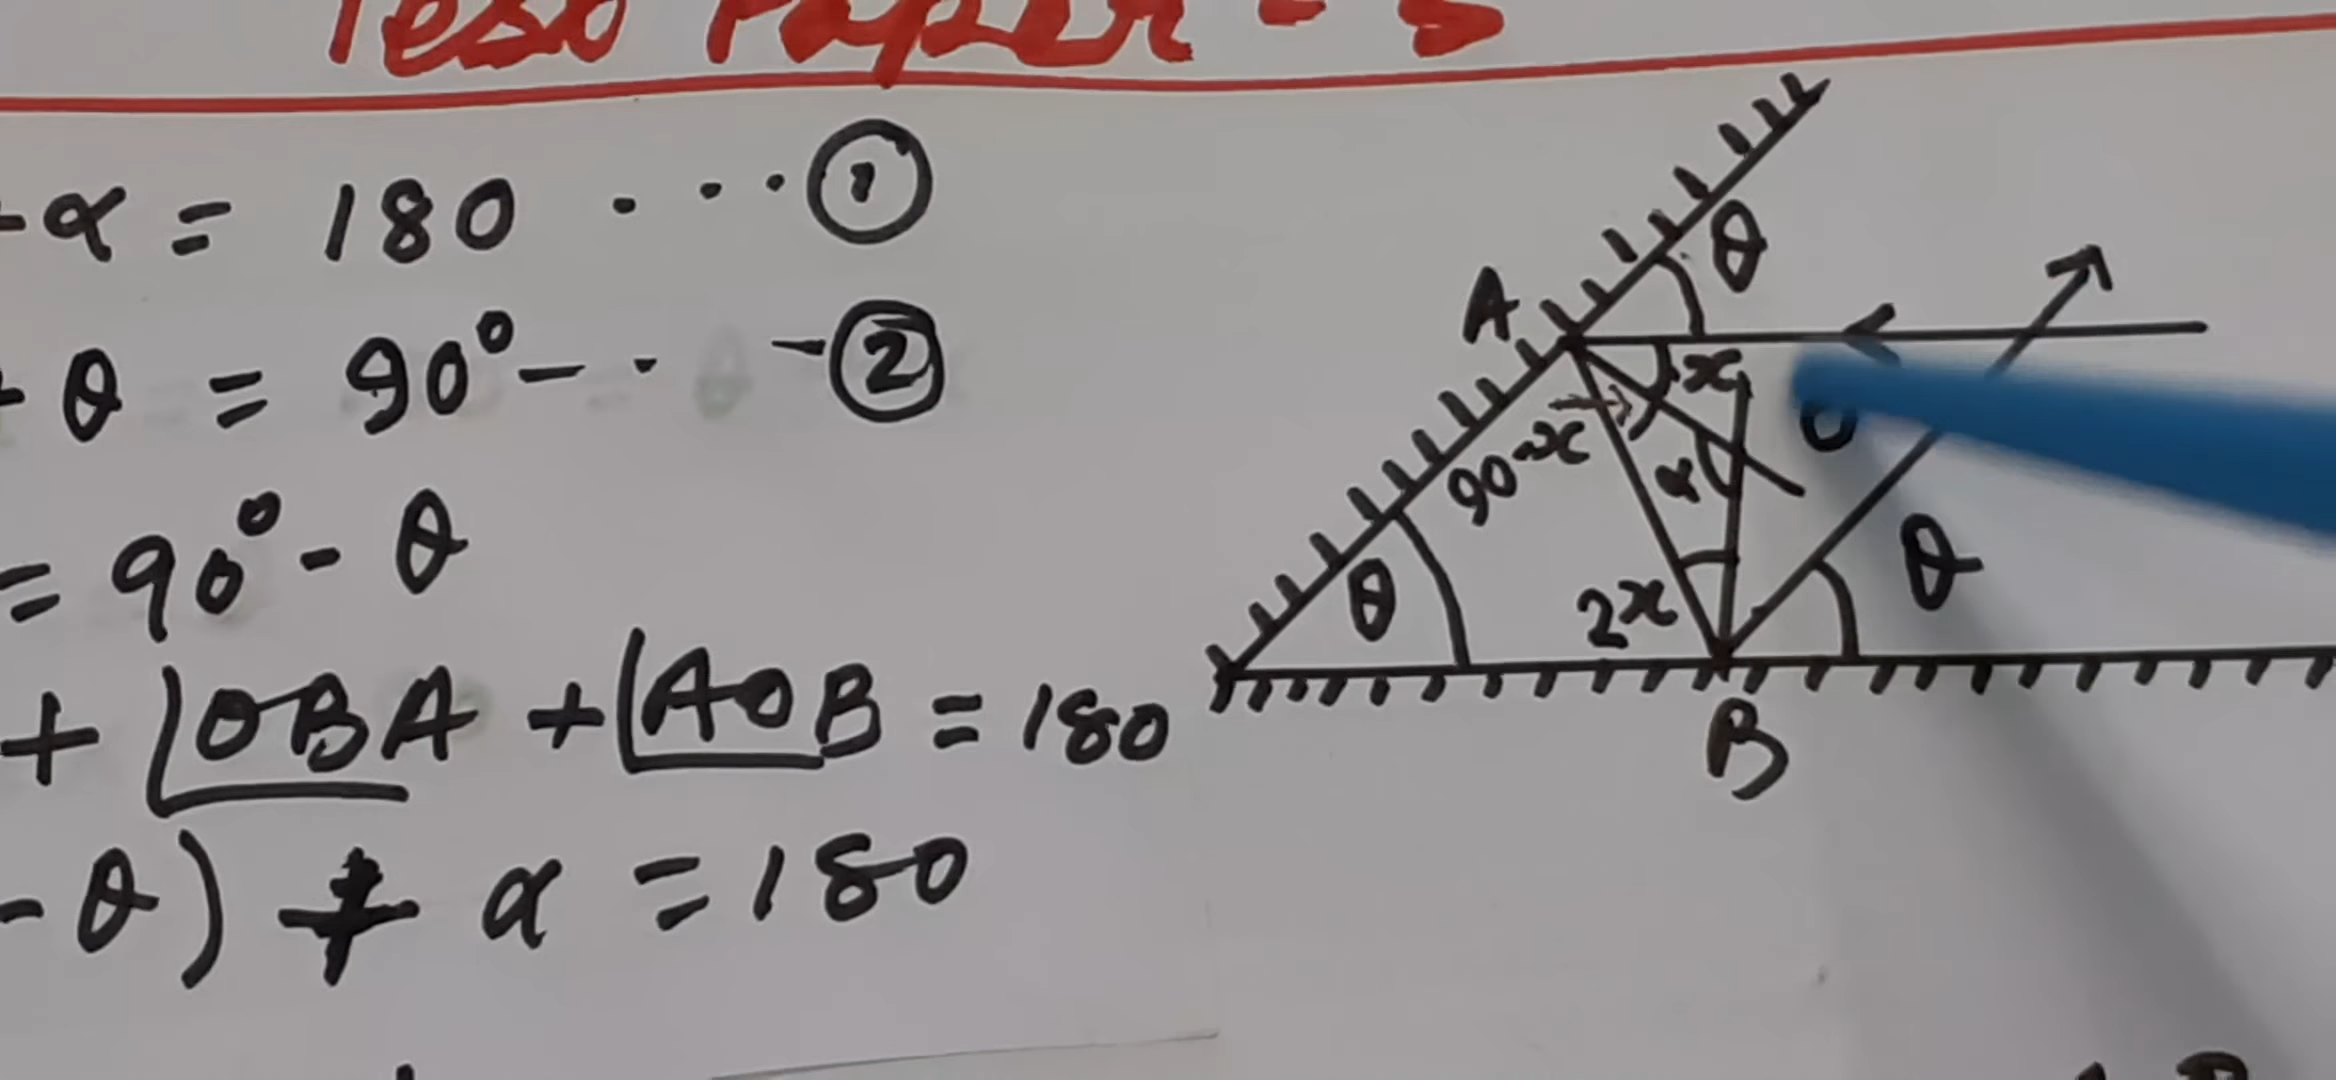 Test Paper - 5
+ α = 180 . . . ①
+ θ = 90° - . - ②
= 90° - θ
+ ∠OBA + ∠AOB = 180
- θ) + α = 180
A
θ
x
90-x
α
O
θ
2x
θ
B